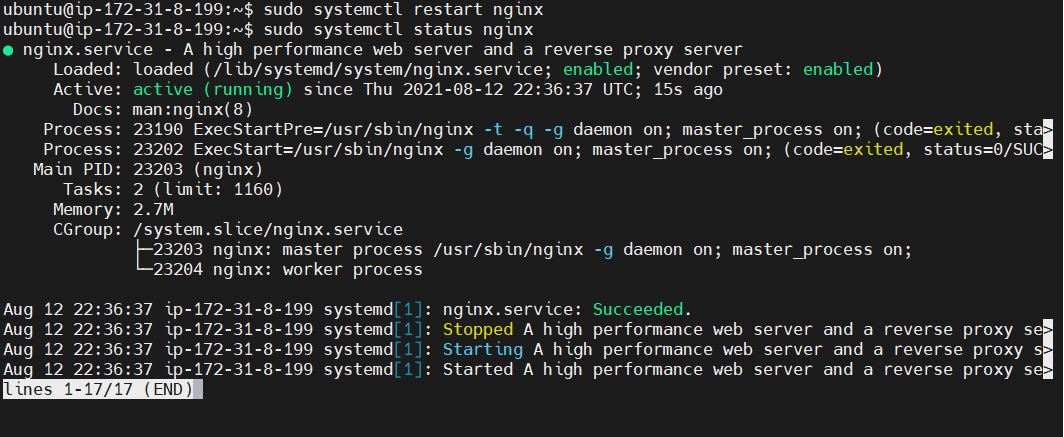 ubuntu@ip-172-31-8-199:~$ sudo systemctl restart nginx
ubuntu@ip-172-31-8-199:~$ sudo systemctl status nginx
● nginx.service - A high performance web server and a reverse proxy server
     Loaded: loaded (/lib/systemd/system/nginx.service; enabled; vendor preset: enabled)
     Active: active (running) since Thu 2021-08-12 22:36:37 UTC; 15s ago
       Docs: man:nginx(8)
    Process: 23190 ExecStartPre=/usr/sbin/nginx -t -q -g daemon on; master_process on; (code=exited, sta>
    Process: 23202 ExecStart=/usr/sbin/nginx -g daemon on; master_process on; (code=exited, status=0/SUC>
   Main PID: 23203 (nginx)
      Tasks: 2 (limit: 1160)
     Memory: 2.7M
     CGroup: /system.slice/nginx.service
             ├─23203 nginx: master process /usr/sbin/nginx -g daemon on; master_process on;
             └─23204 nginx: worker process

Aug 12 22:36:37 ip-172-31-8-199 systemd[1]: nginx.service: Succeeded.
Aug 12 22:36:37 ip-172-31-8-199 systemd[1]: Stopped A high performance web server and a reverse proxy se>
Aug 12 22:36:37 ip-172-31-8-199 systemd[1]: Starting A high performance web server and a reverse proxy s>
Aug 12 22:36:37 ip-172-31-8-199 systemd[1]: Started A high performance web server and a reverse proxy se>
lines 1-17/17 (END)